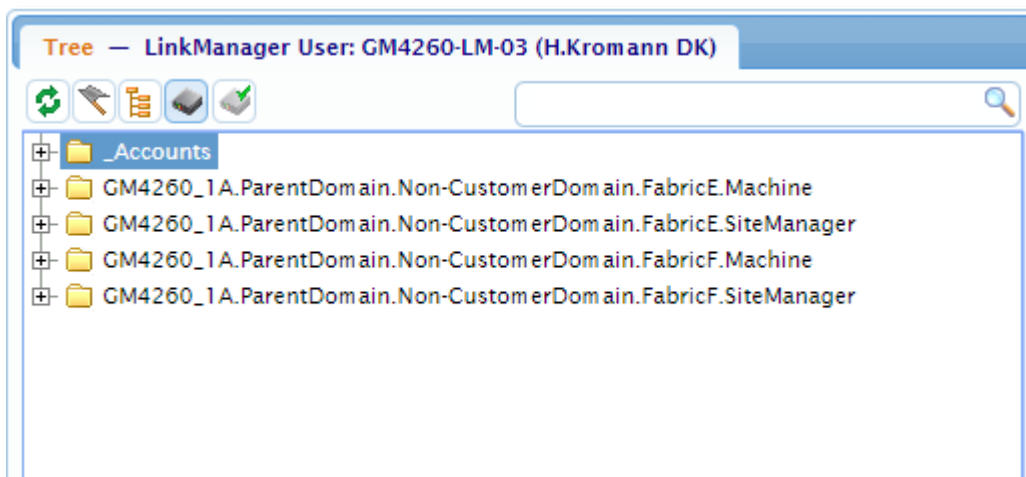 Tree — LinkManager User: GM4260-LM-03 (H.Kromann DK)
_Accounts
GM4260_1A.ParentDomain.Non-CustomerDomain.FabricE.Machine
GM4260_1A.ParentDomain.Non-CustomerDomain.FabricE.SiteManager
GM4260_1A.ParentDomain.Non-CustomerDomain.FabricF.Machine
GM4260_1A.ParentDomain.Non-CustomerDomain.FabricF.SiteManager